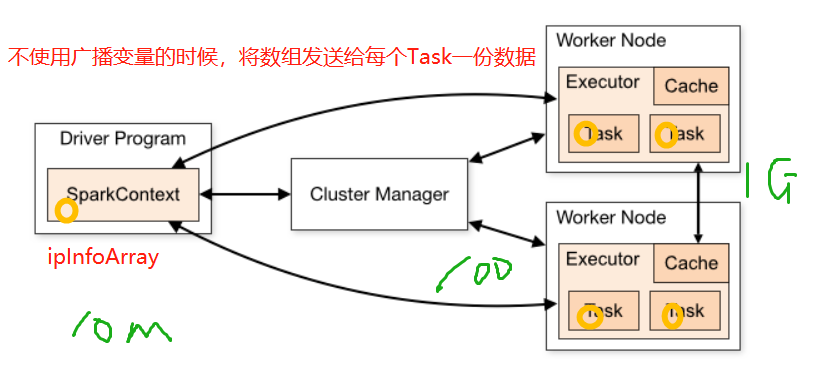 不使用广播变量的时候，将数组发送给每个Task一份数据
Worker Node
Executor
Cache
Task
Task
Driver Program
SparkContext
Cluster Manager
1G
ipInfoArray
Worker Node
Executor
Cache
Task
Task
100
10m